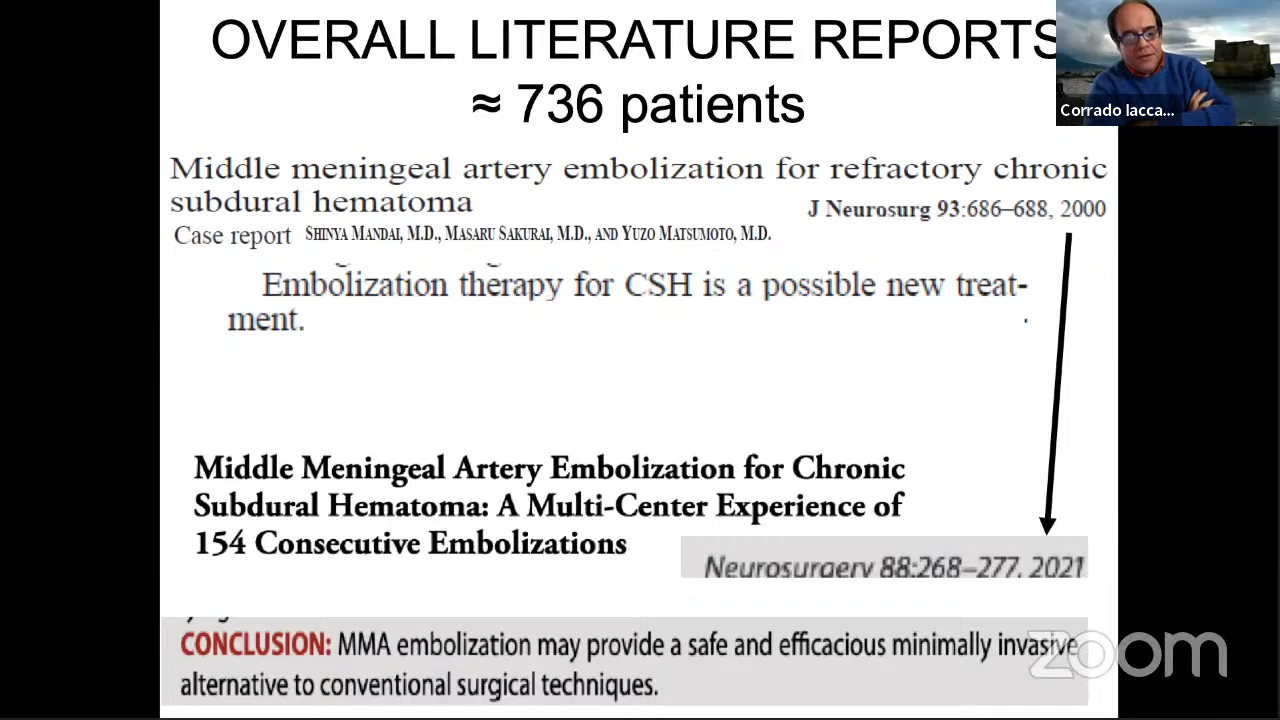 OVERALL LITERATURE REPORTS
≈ 736 patients
Corrado Iacca...
Middle meningeal artery embolization for refractory chronic
subdural hematoma
J Neurosurg 93:686–688, 2000
Case report SHINYA MANDAI, M.D., MASARU SAKURAI, M.D., AND YUZO MATSUMOTO, M.D.
Embolization therapy for CSH is a possible new treat-
ment.
Middle Meningeal Artery Embolization for Chronic
Subdural Hematoma: A Multi-Center Experience of
154 Consecutive Embolizations
Neurosurgery 88:268–277, 2021
CONCLUSION: MMA embolization may provide a safe and efficacious minimally invasive
alternative to conventional surgical techniques.
zoom